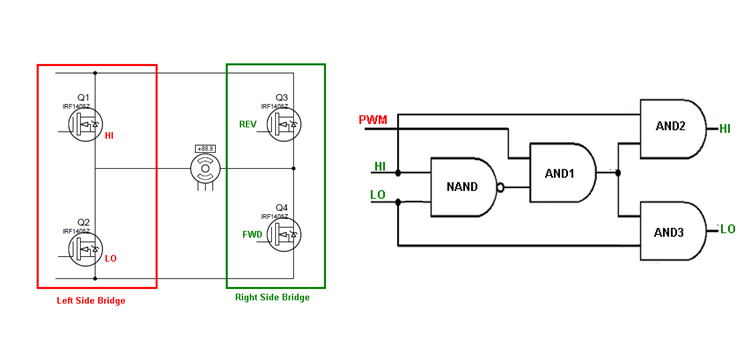 Q1
IRF1405Z
HI
Q2
IRF1405Z
LO
Left Side Bridge
+88.8
Q3
IRF1405Z
REV
Q4
IRF1405Z
FWD
Right Side Bridge
PWM
HI
LO
NAND
AND1
AND2
HI
AND3
LO